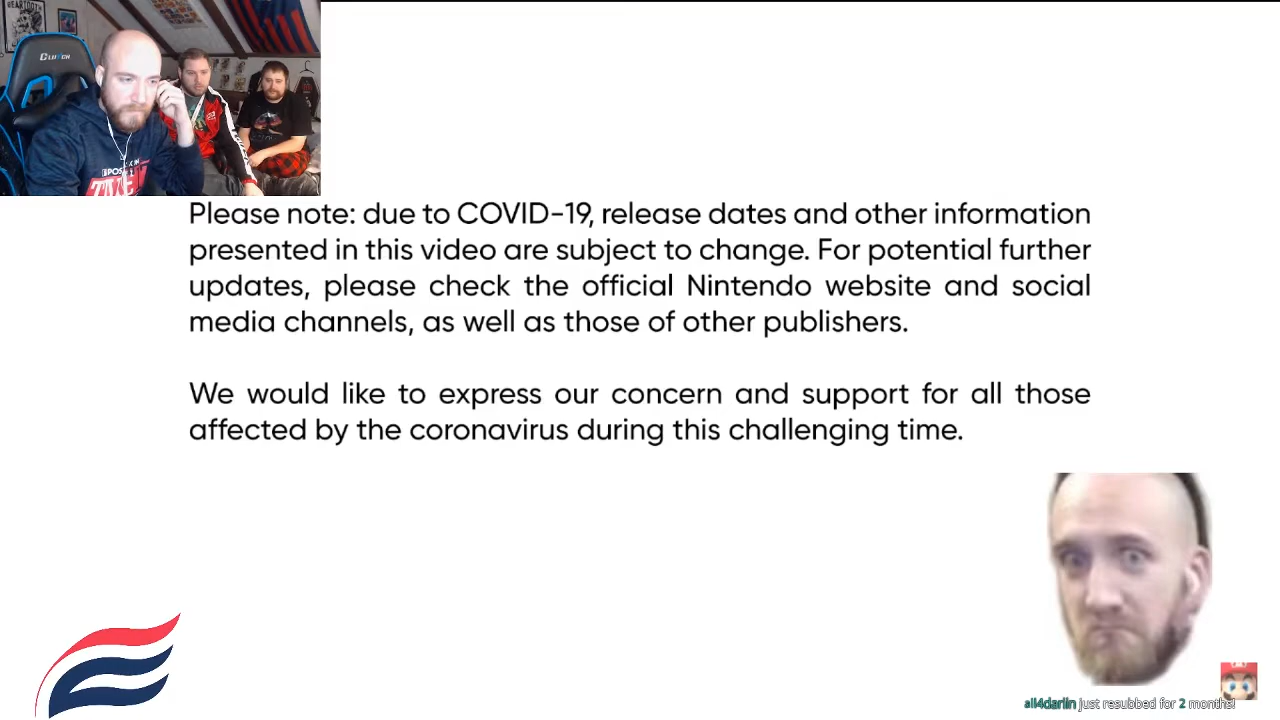 CLUTCH
Please note: due to COVID-19, release dates and other information
presented in this video are subject to change. For potential further
updates, please check the official Nintendo website and social
media channels, as well as those of other publishers.
We would like to express our concern and support for all those
affected by the coronavirus during this challenging time.
all4darlin just resubbed for 2 months!